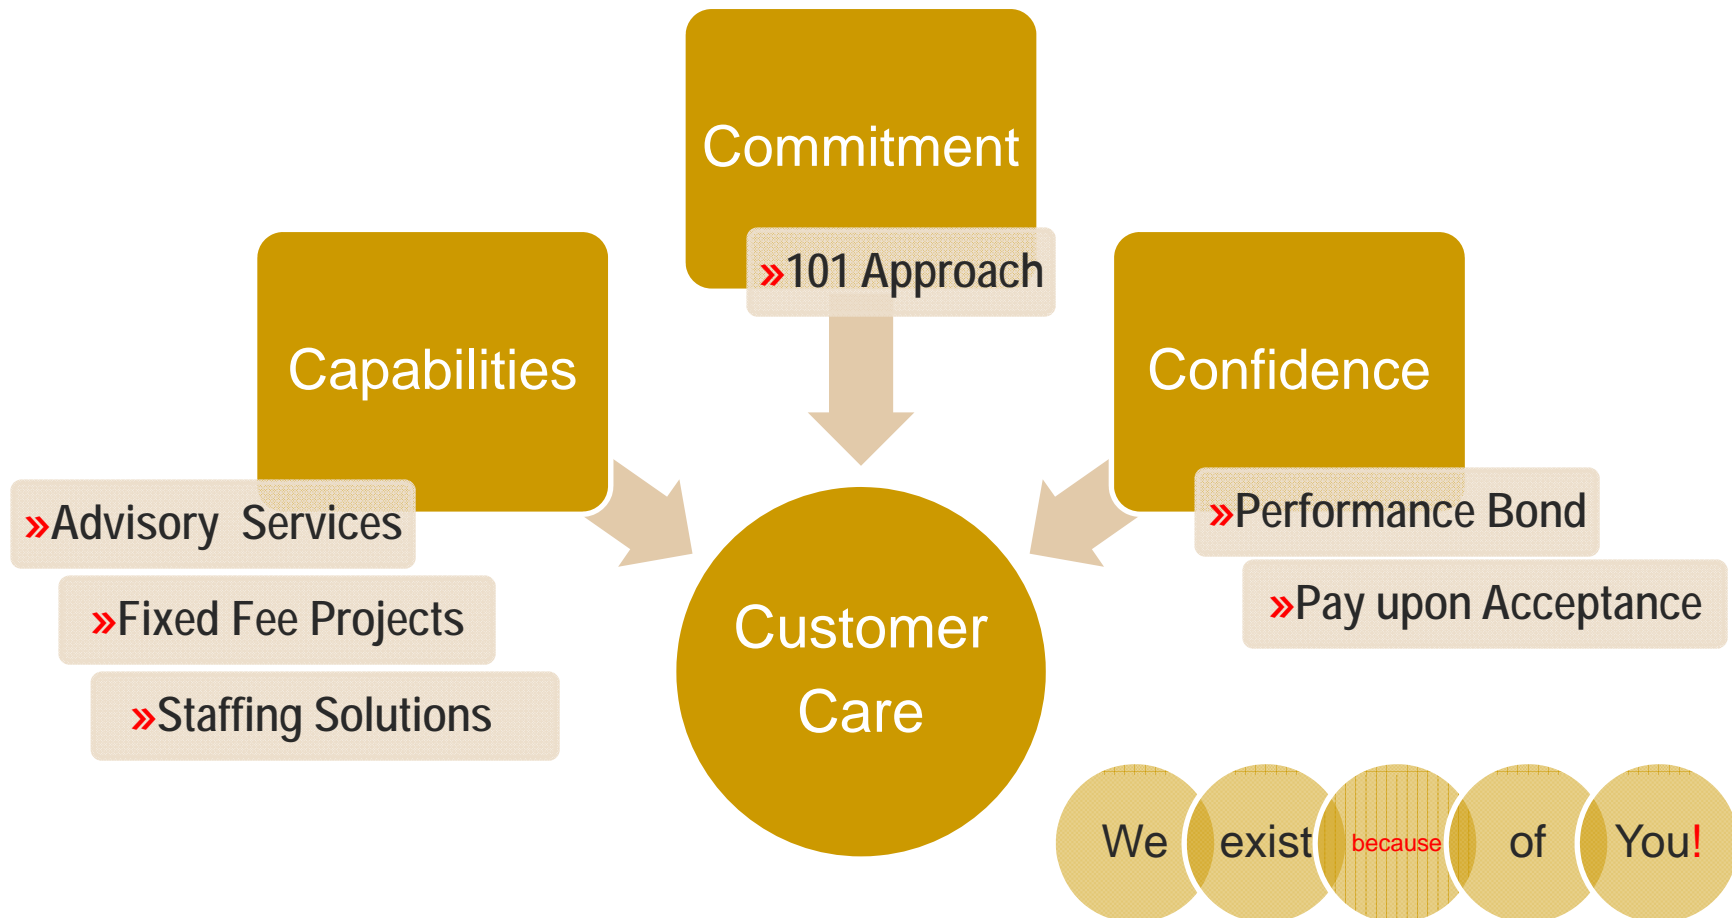 Commitment
»101 Approach
Capabilities
»Advisory Services
»Fixed Fee Projects
»Staffing Solutions
Confidence
»Performance Bond
»Pay upon Acceptance
Customer
Care
We exist because of You!